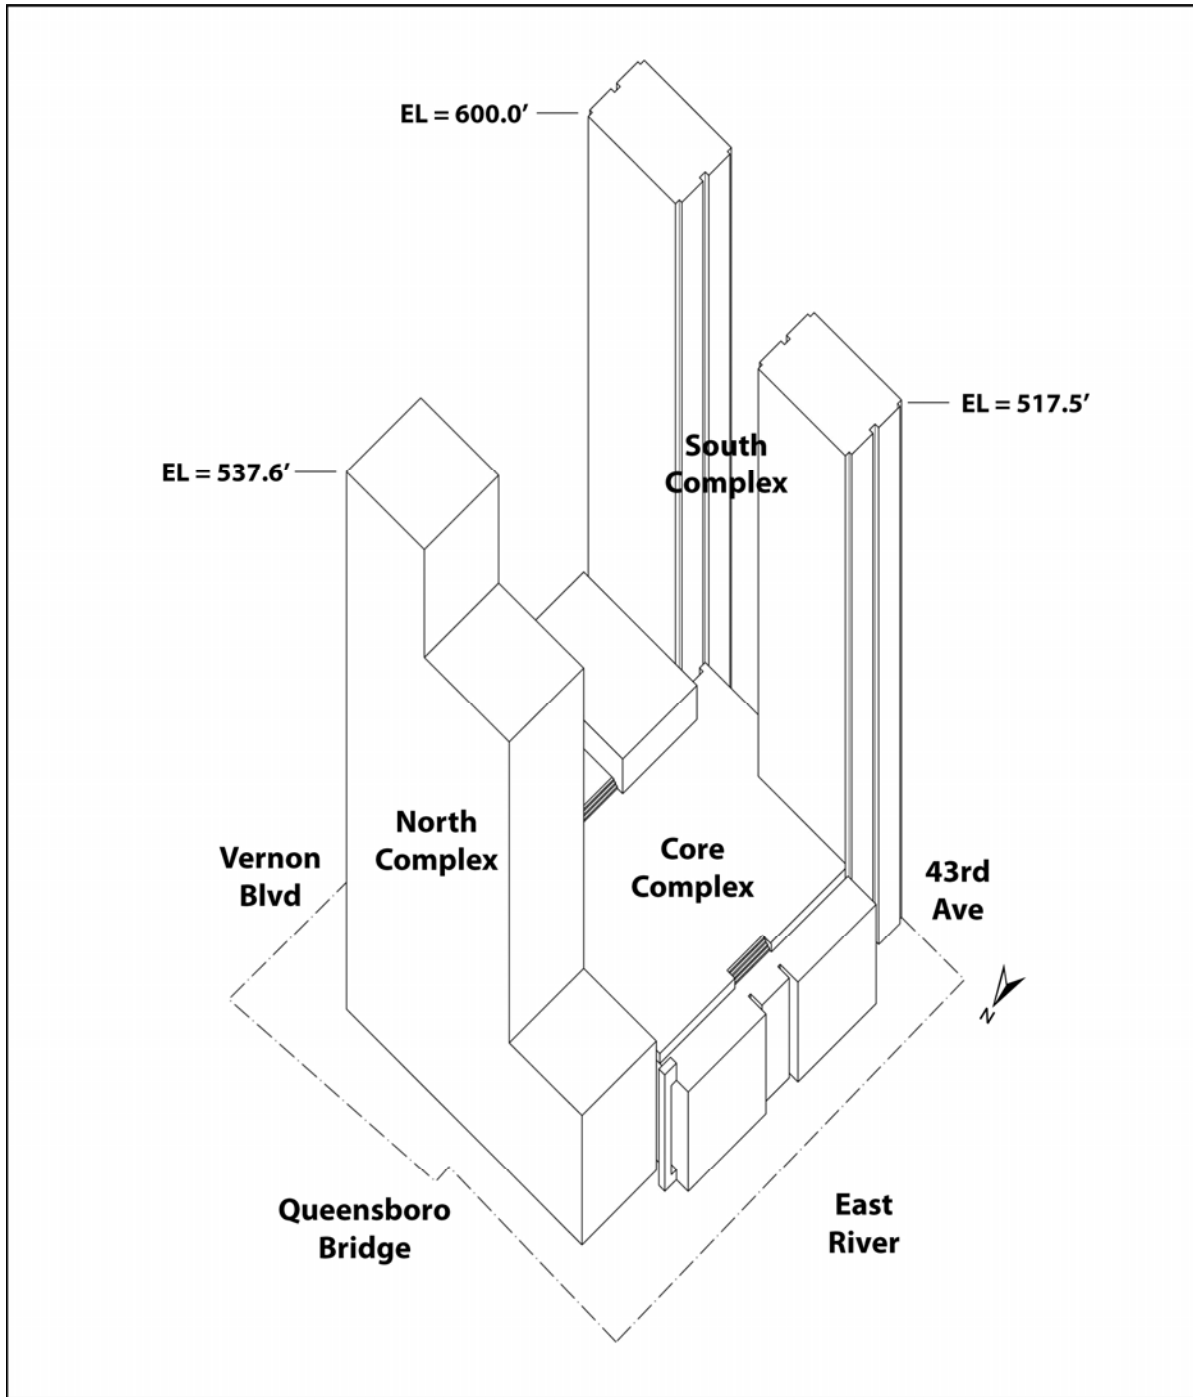 EL = 600.0’
EL = 517.5’
South
Complex
EL = 537.6’
North
Complex
Core
Complex
Vernon
Blvd
43rd
Ave
N
Queensboro
Bridge
East
River